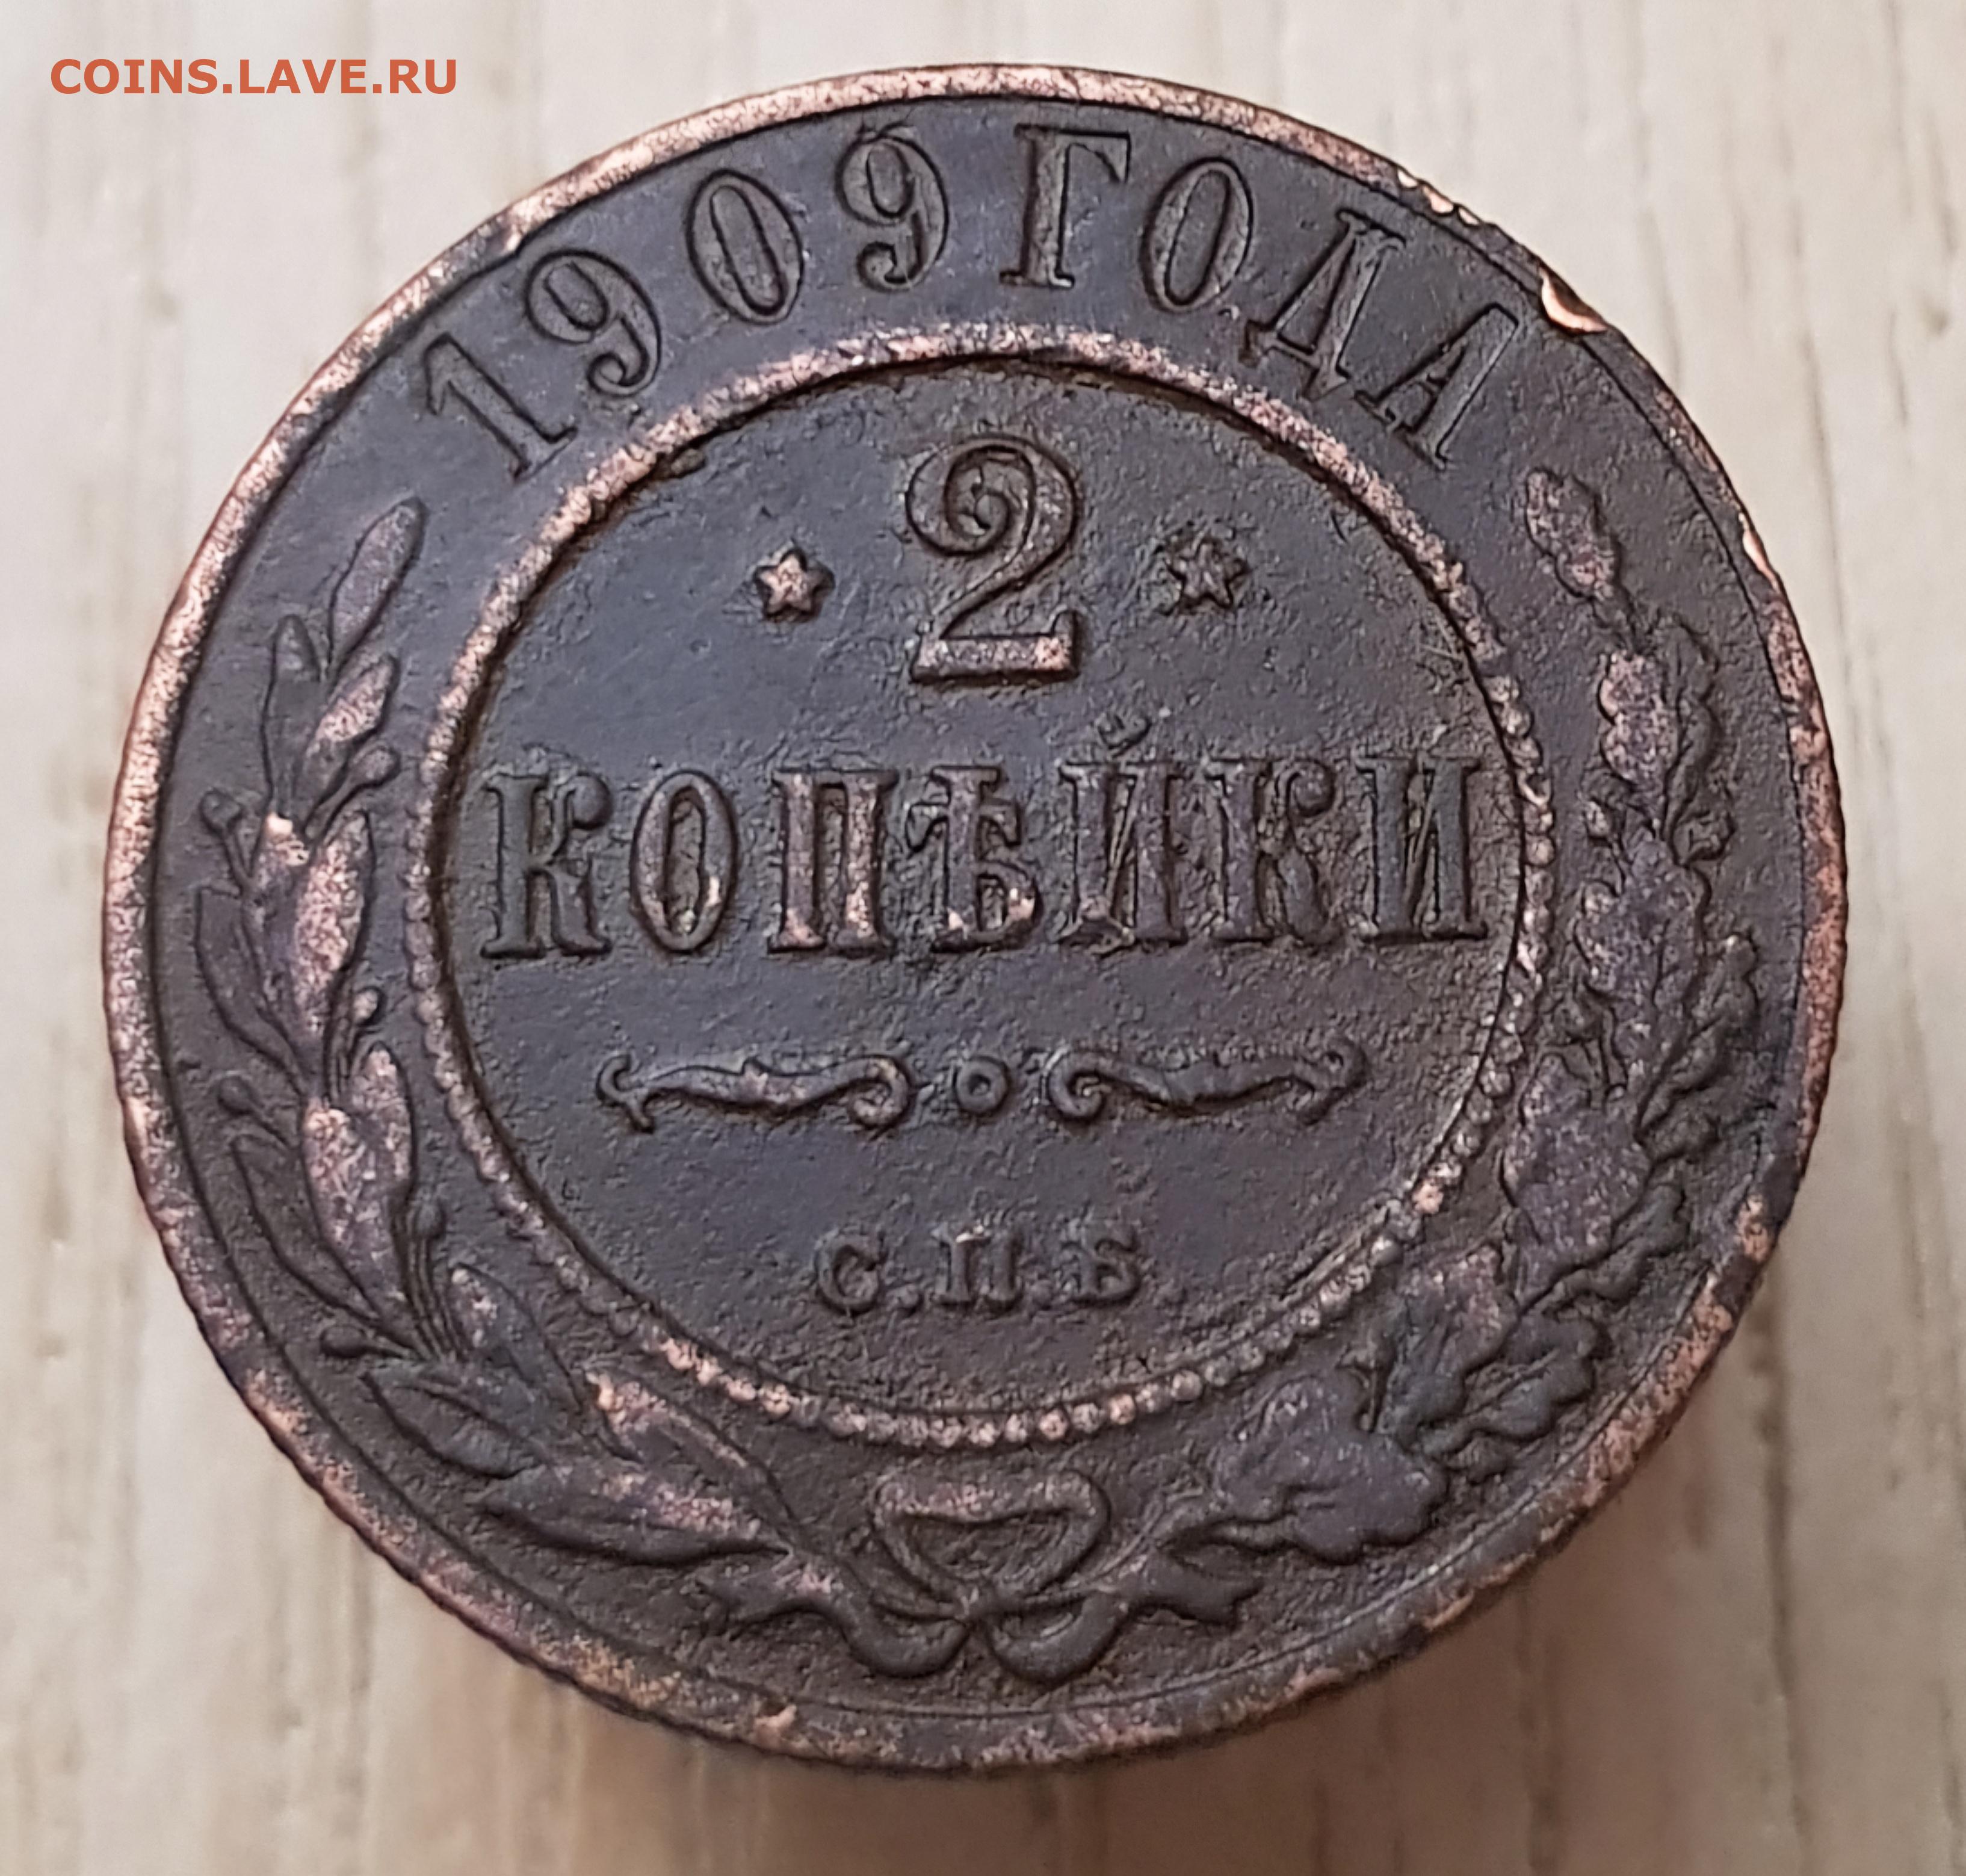 COINS.LAVE.RU
1909 ГОДА
2
КОПѢЙКИ
С.П.Б.